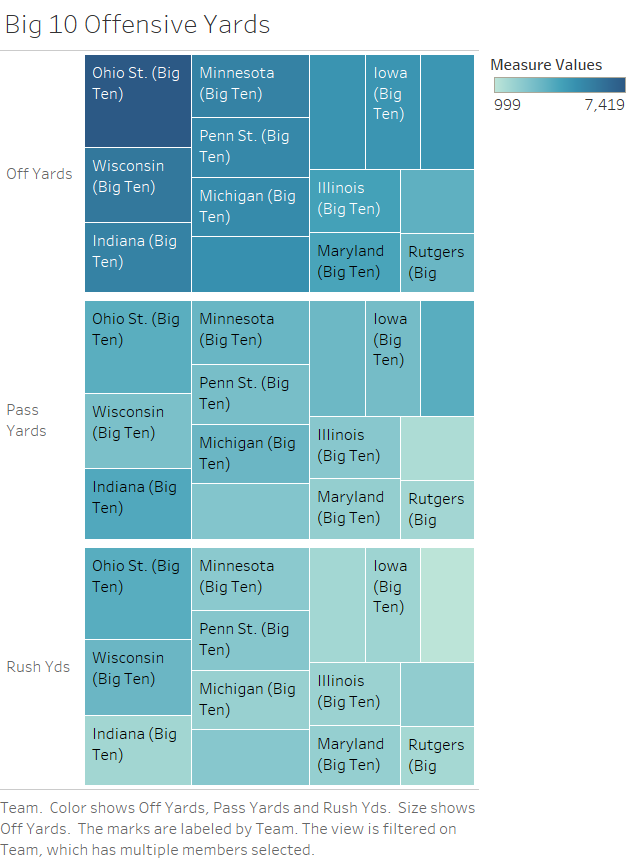 Big 10 Offensive Yards
Measure Values
999 7,419
Off Yards
Ohio St. (Big
Ten)
Wisconsin
(Big Ten)
Indiana (Big
Ten)
Minnesota
(Big Ten)
Penn St. (Big
Ten)
Michigan (Big
Ten)
Iowa
(Big
Ten)
Illinois
(Big Ten)
Maryland
(Big Ten)
Rutgers
(Big
Pass
Yards
Ohio St. (Big
Ten)
Wisconsin
(Big Ten)
Indiana (Big
Ten)
Minnesota
(Big Ten)
Penn St. (Big
Ten)
Michigan (Big
Ten)
Iowa
(Big
Ten)
Illinois
(Big Ten)
Maryland
(Big Ten)
Rutgers
(Big
Rush Yds
Ohio St. (Big
Ten)
Wisconsin
(Big Ten)
Indiana (Big
Ten)
Minnesota
(Big Ten)
Penn St. (Big
Ten)
Michigan (Big
Ten)
Iowa
(Big
Ten)
Illinois
(Big Ten)
Maryland
(Big Ten)
Rutgers
(Big
Team.  Color shows Off Yards, Pass Yards and Rush Yds.  Size shows
Off Yards.  The marks are labeled by Team. The view is filtered on
Team, which has multiple members selected.